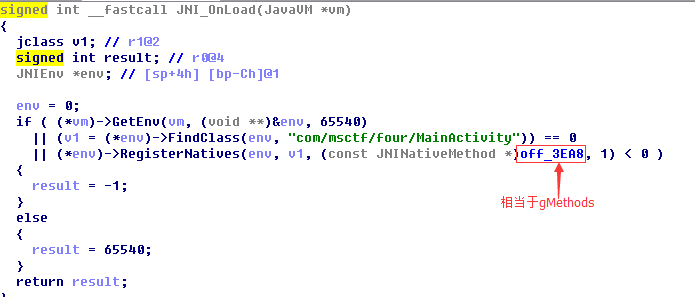 signed int __fastcall JNI_OnLoad(JavaVM *vm)
{
jclass v1; // r1@2
signed int result; // r0@4
JNIEnv *env; // [sp+4h] [bp-Ch]@1
env = 0;
if ( (*vm)->GetEnv(vm, (void **)&env, 65540)
|| (v1 = (*env)->FindClass(env, "com/msctf/four/MainActivity")) == 0
|| (*env)->RegisterNatives(env, v1, (const JNINativeMethod *)off_3EA8, 1) < 0 )
{
result = -1;
}
else
{
result = 65540;
}
return result;
相当于gMethods